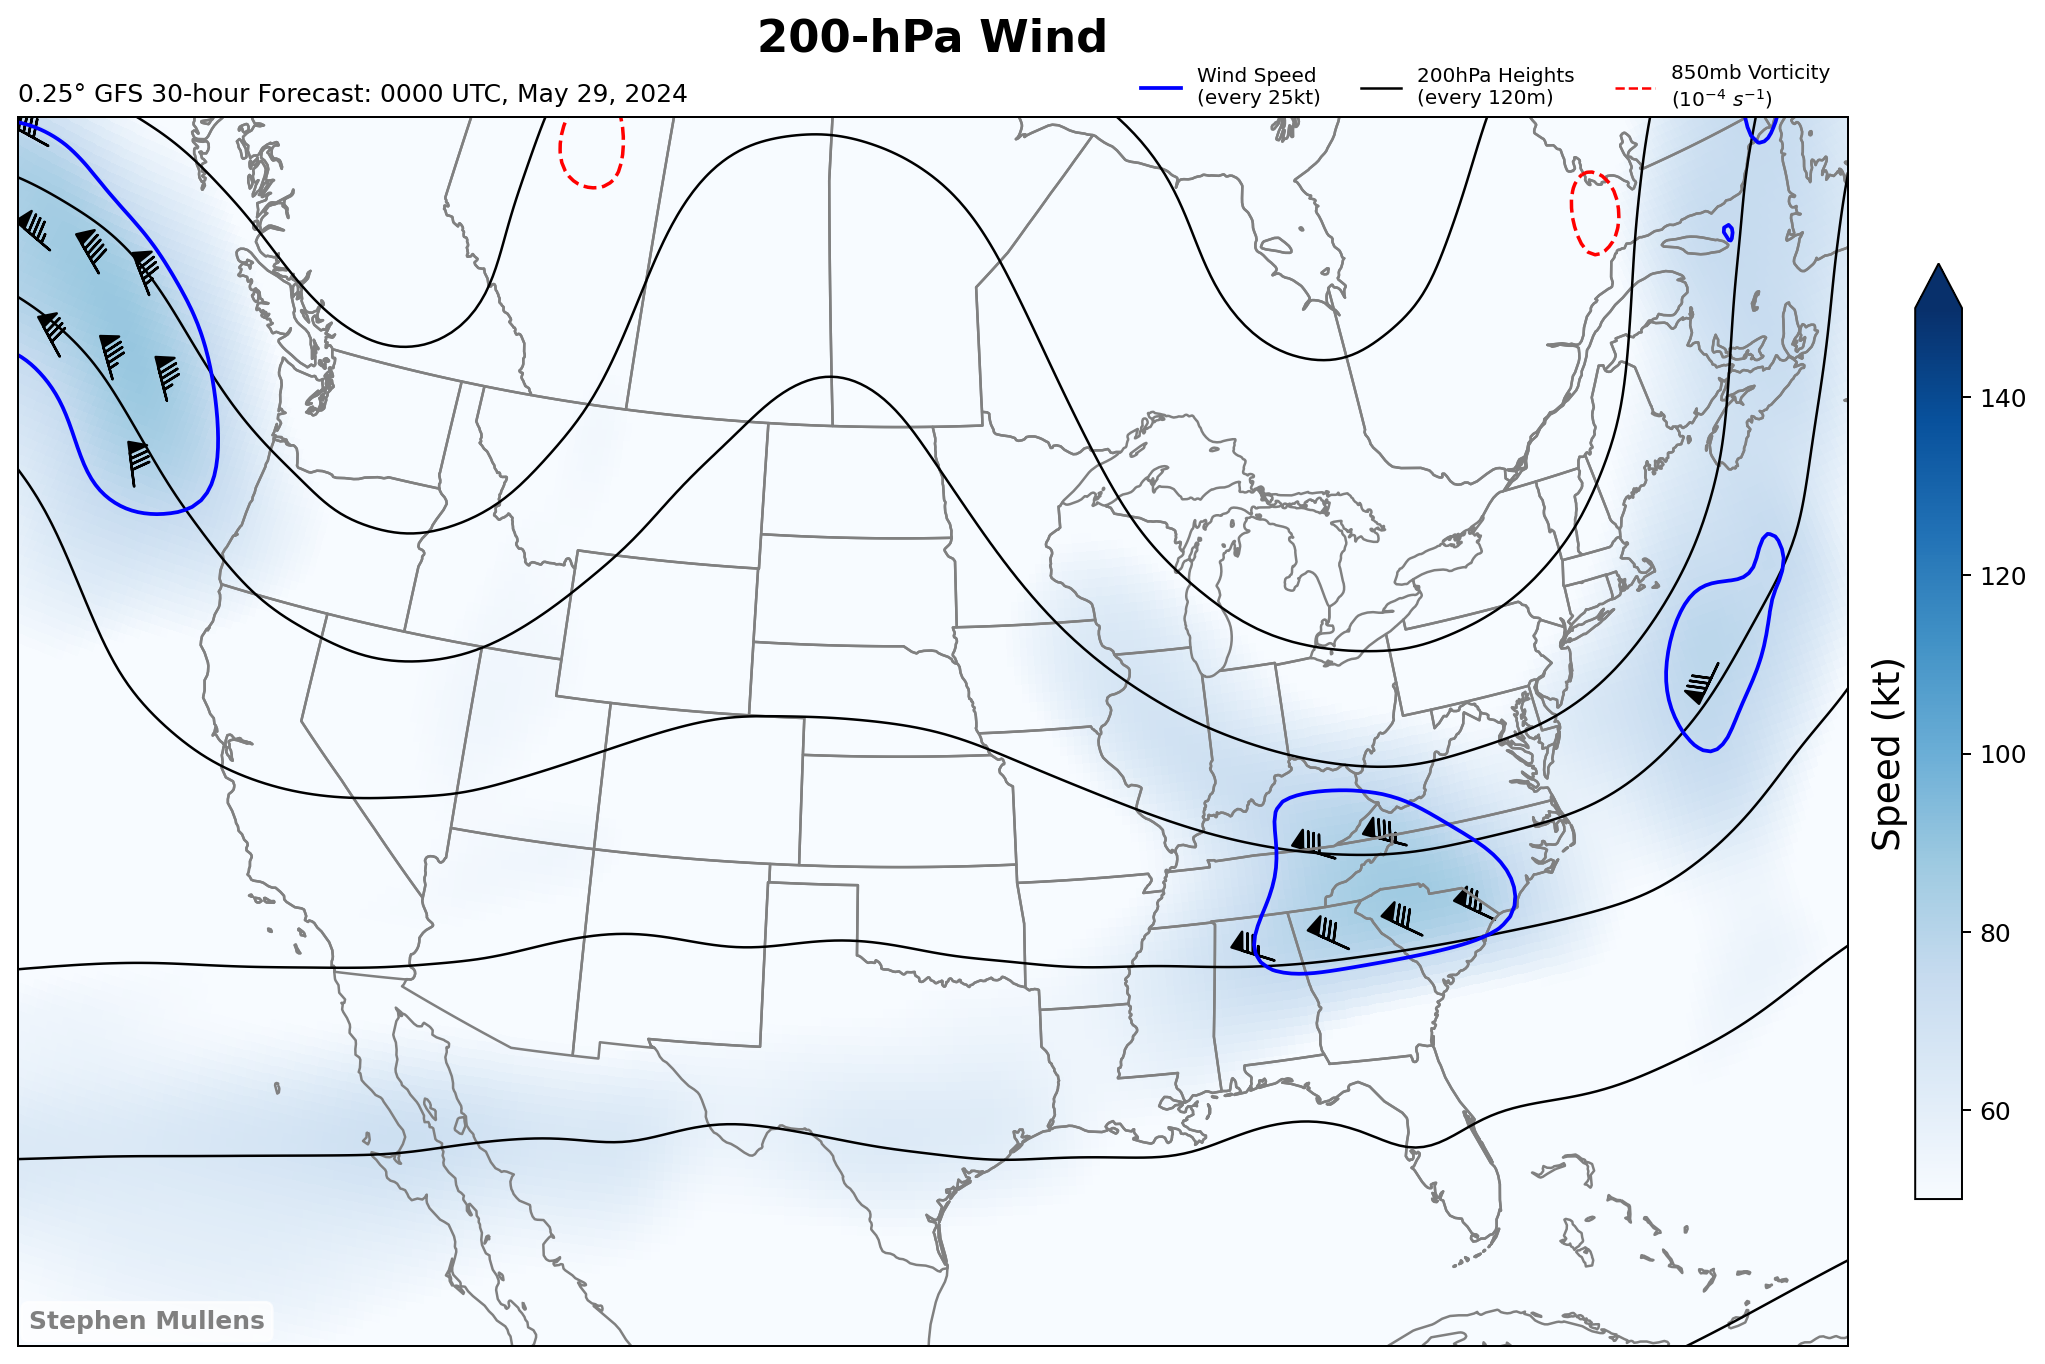 200-hPa Wind
0.25° GFS 30-hour Forecast: 0000 UTC, May 29, 2024
Wind Speed
(every 25kt)
200hPa Heights
(every 120m)
850mb Vorticity
(10⁻⁴ s⁻¹)
140
120
100
80
60
Speed (kt)
Stephen Mullens